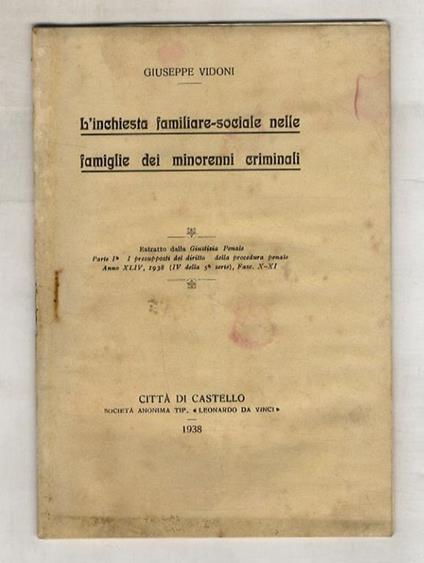 GIUSEPPE VIDONI
L'inchiesta familiare-sociale nelle
famiglie dei minorenni criminali
Estratto dalla Giustizia Penale
Parte Iª I presupposti del diritto della procedura penale
Anno XLIV, 1938 (IV della 5ª serie), Fasc. X-XI
CITTÀ DI CASTELLO
SOCIETÀ ANONIMA TIP. «LEONARDO DA VINCI»
1938